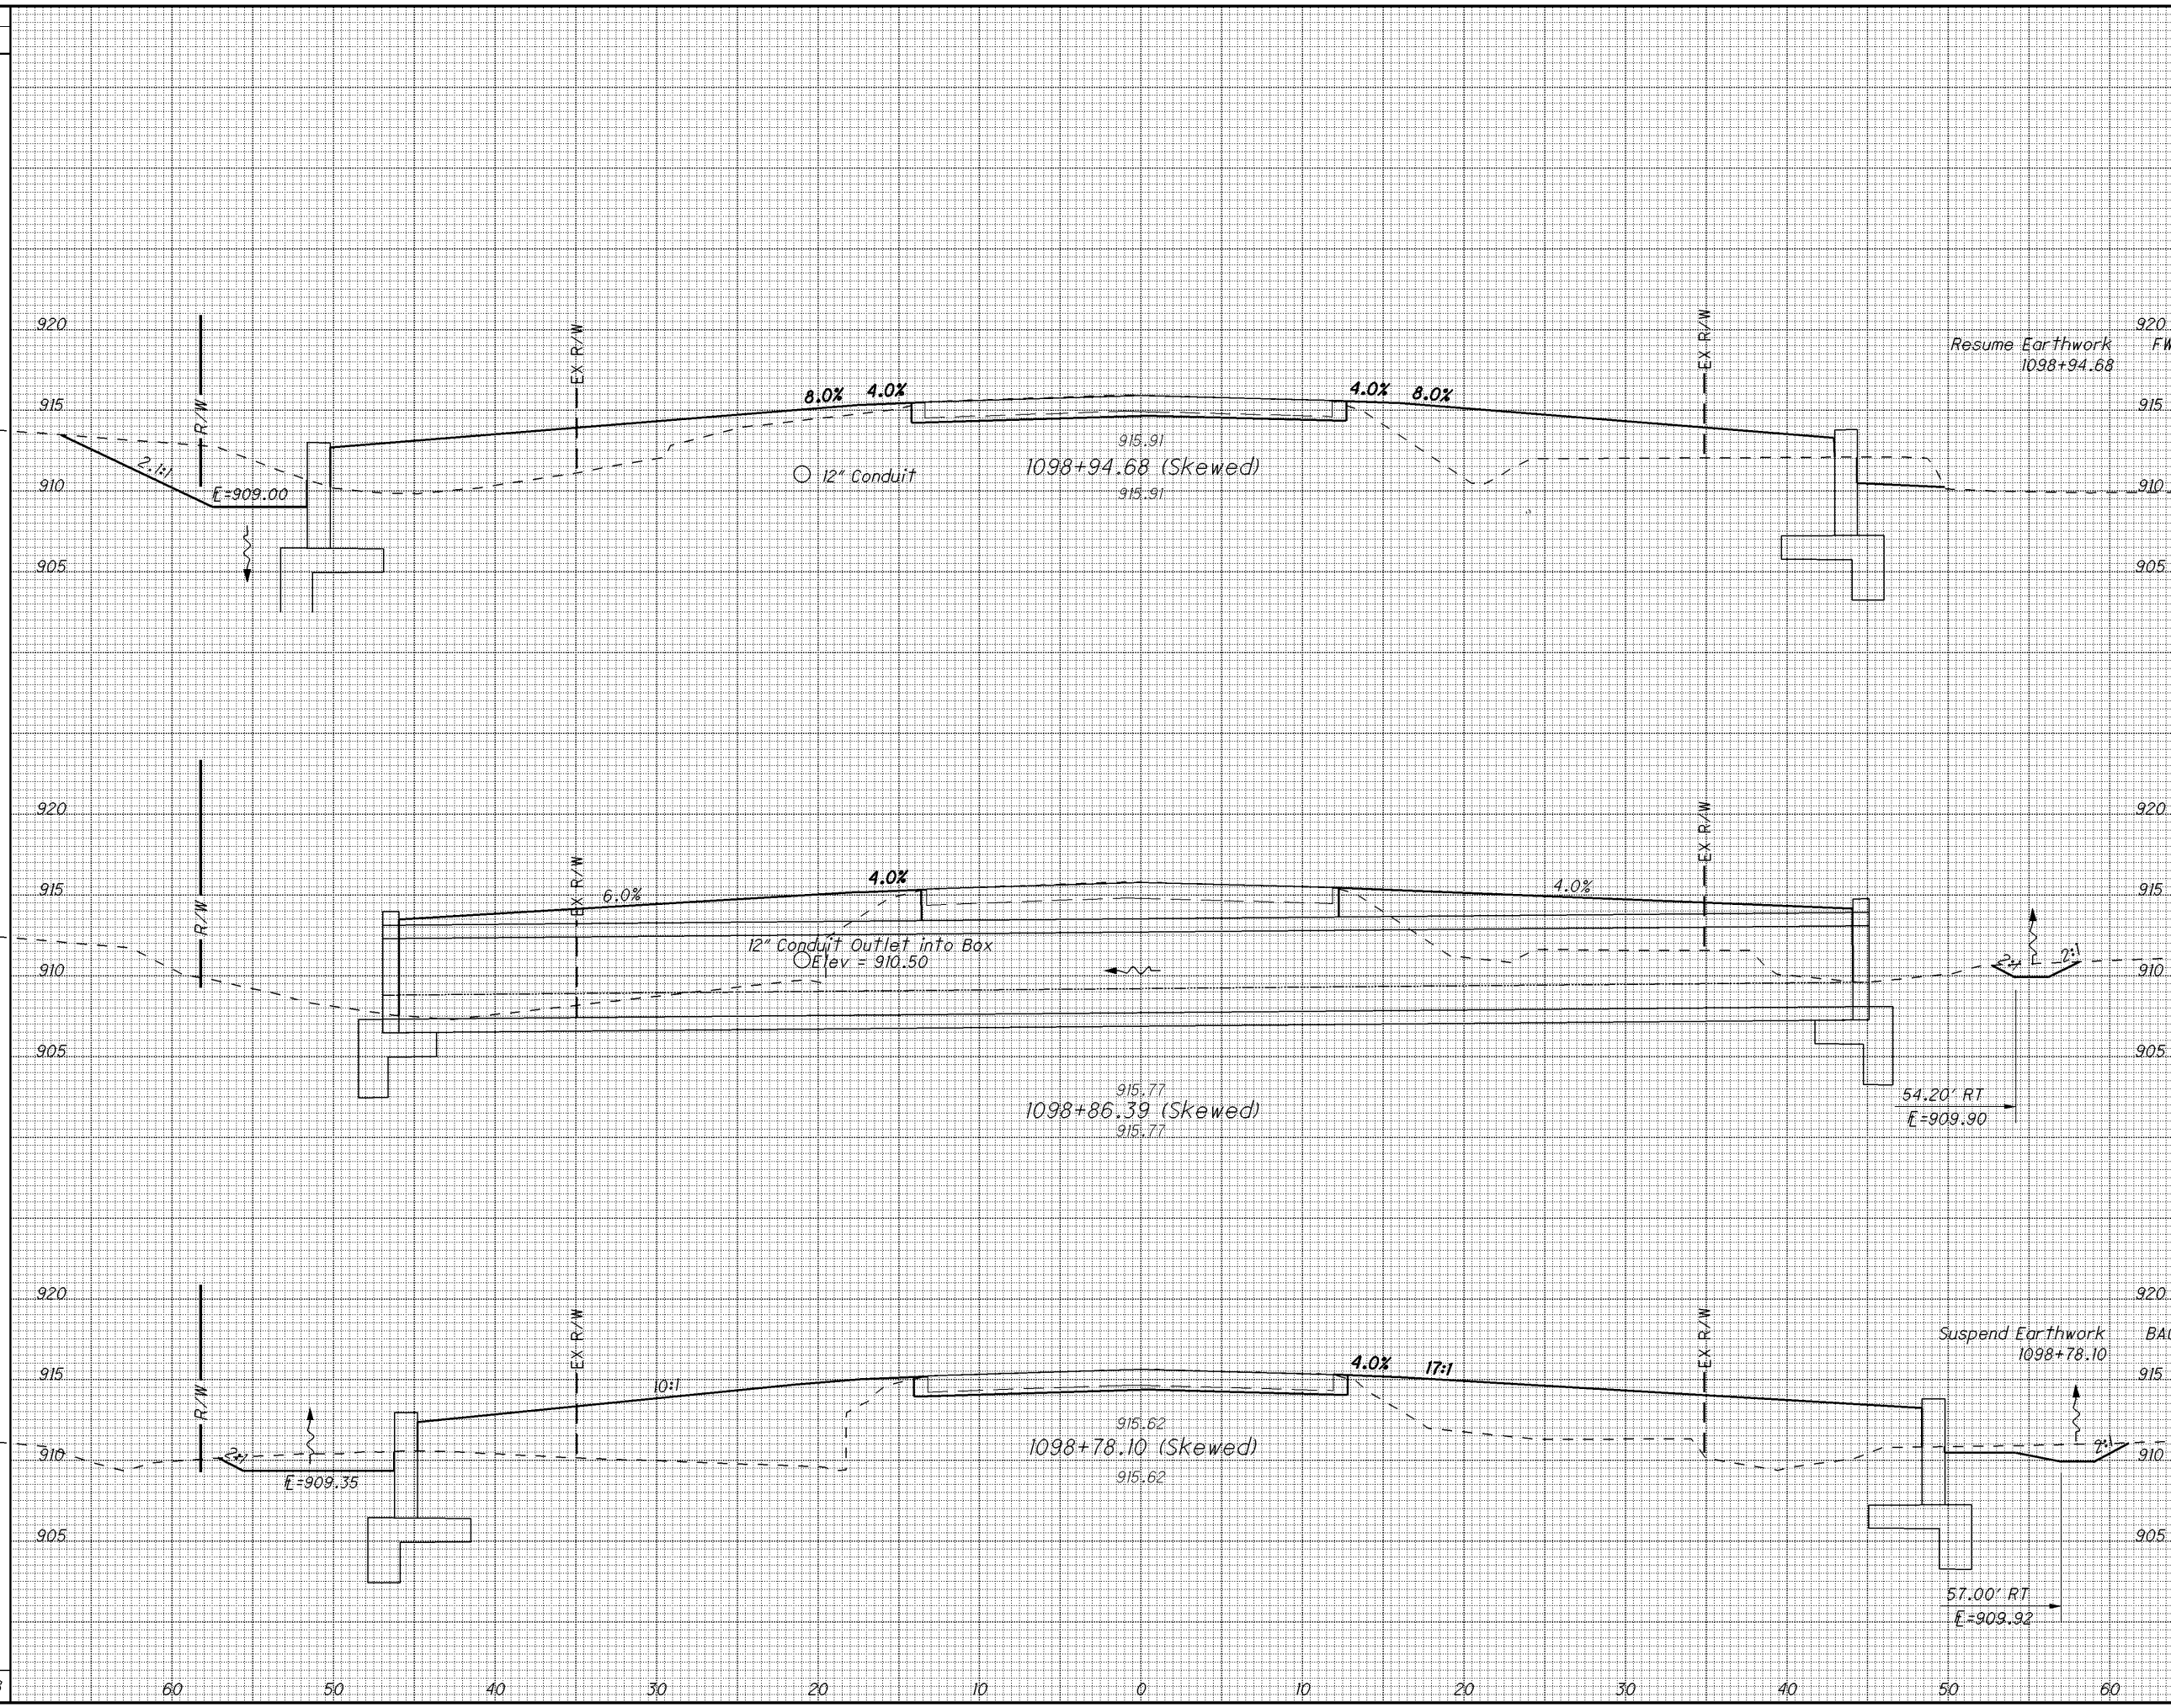 920
EX R/W
EX R/W
920
Resume Earthwork
1098+94.68
8.0%
4.0%
4.0%
8.0%
915
R/W
915
915.91
2.1:1
12" Conduit
1098+94.68 (Skewed)
910
E=909.00
915.91
910
905
905
920
EX R/W
920
R/W
EX R/W
915
6.0%
4.0%
4.0%
915
12" Conduit Outlet into Box
Elev = 910.50
910
2:1
2:1
910
905
905
915.77
1098+86.39 (Skewed)
915.77
54.20' RT
E=909.90
920
EX R/W
EX R/W
920
Suspend Earthwork
1098+78.10
915
R/W
10:1
4.0%
17:1
915
915.62
1098+78.10 (Skewed)
915.62
910
2:1
E=909.35
2:1
910
905
905
57.00' RT
E=909.92
60 50 40 30 20 10 0 10 20 30 40 50 60